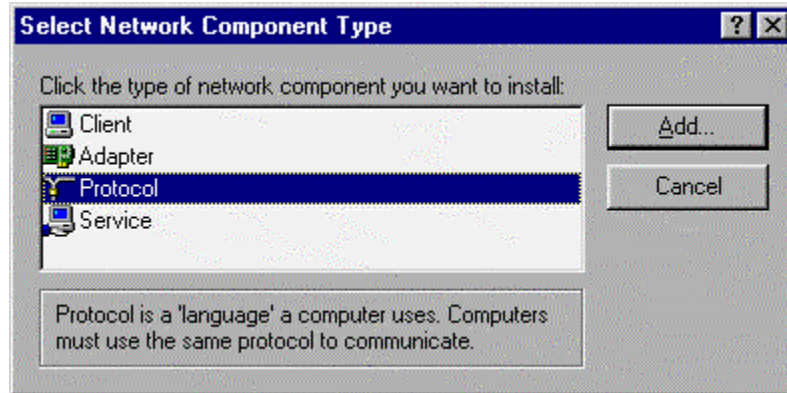 Select Network Component Type
Click the type of network component you want to install:
Client
Adapter
Protocol
Service
Add...
Cancel
Protocol is a 'language' a computer uses. Computers
must use the same protocol to communicate.